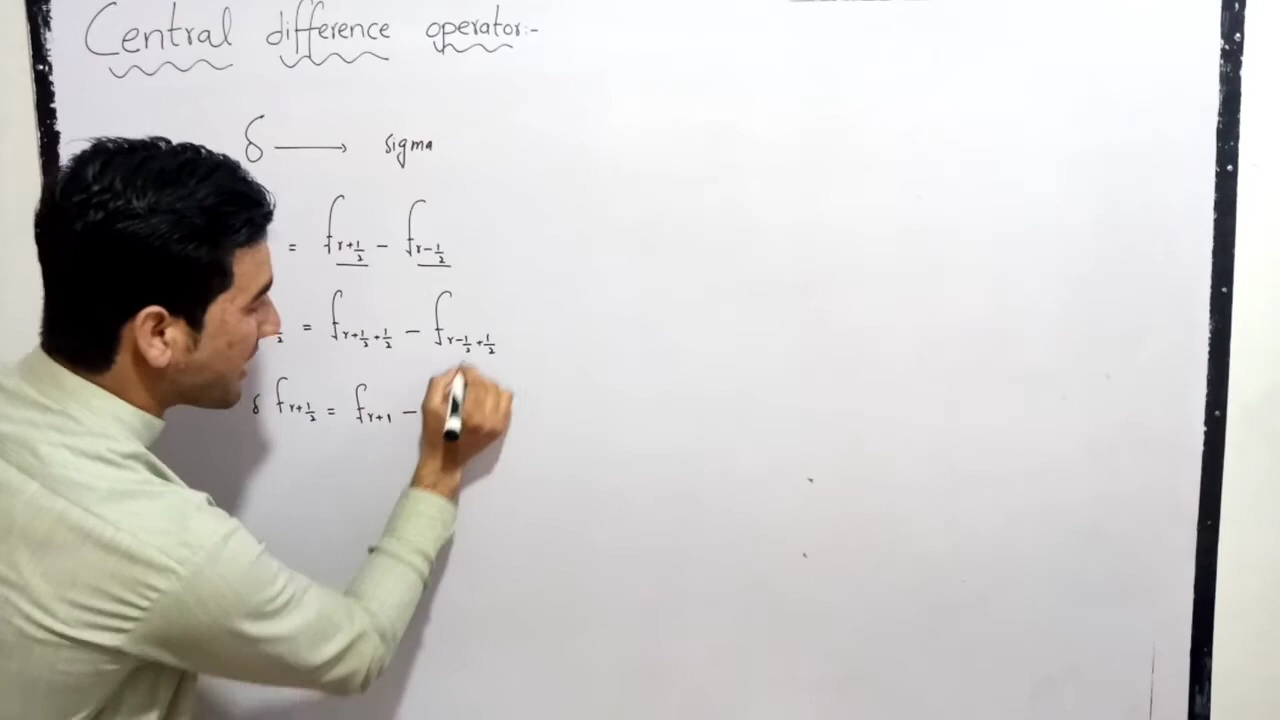 Central difference operator:-
δ ⟶ sigma
= f_{r+1/2} - f_{r-1/2}
= f_{r+1/2+1/2} - f_{r-1/2+1/2}
δ f_{r+1/2} = f_{r+1} -